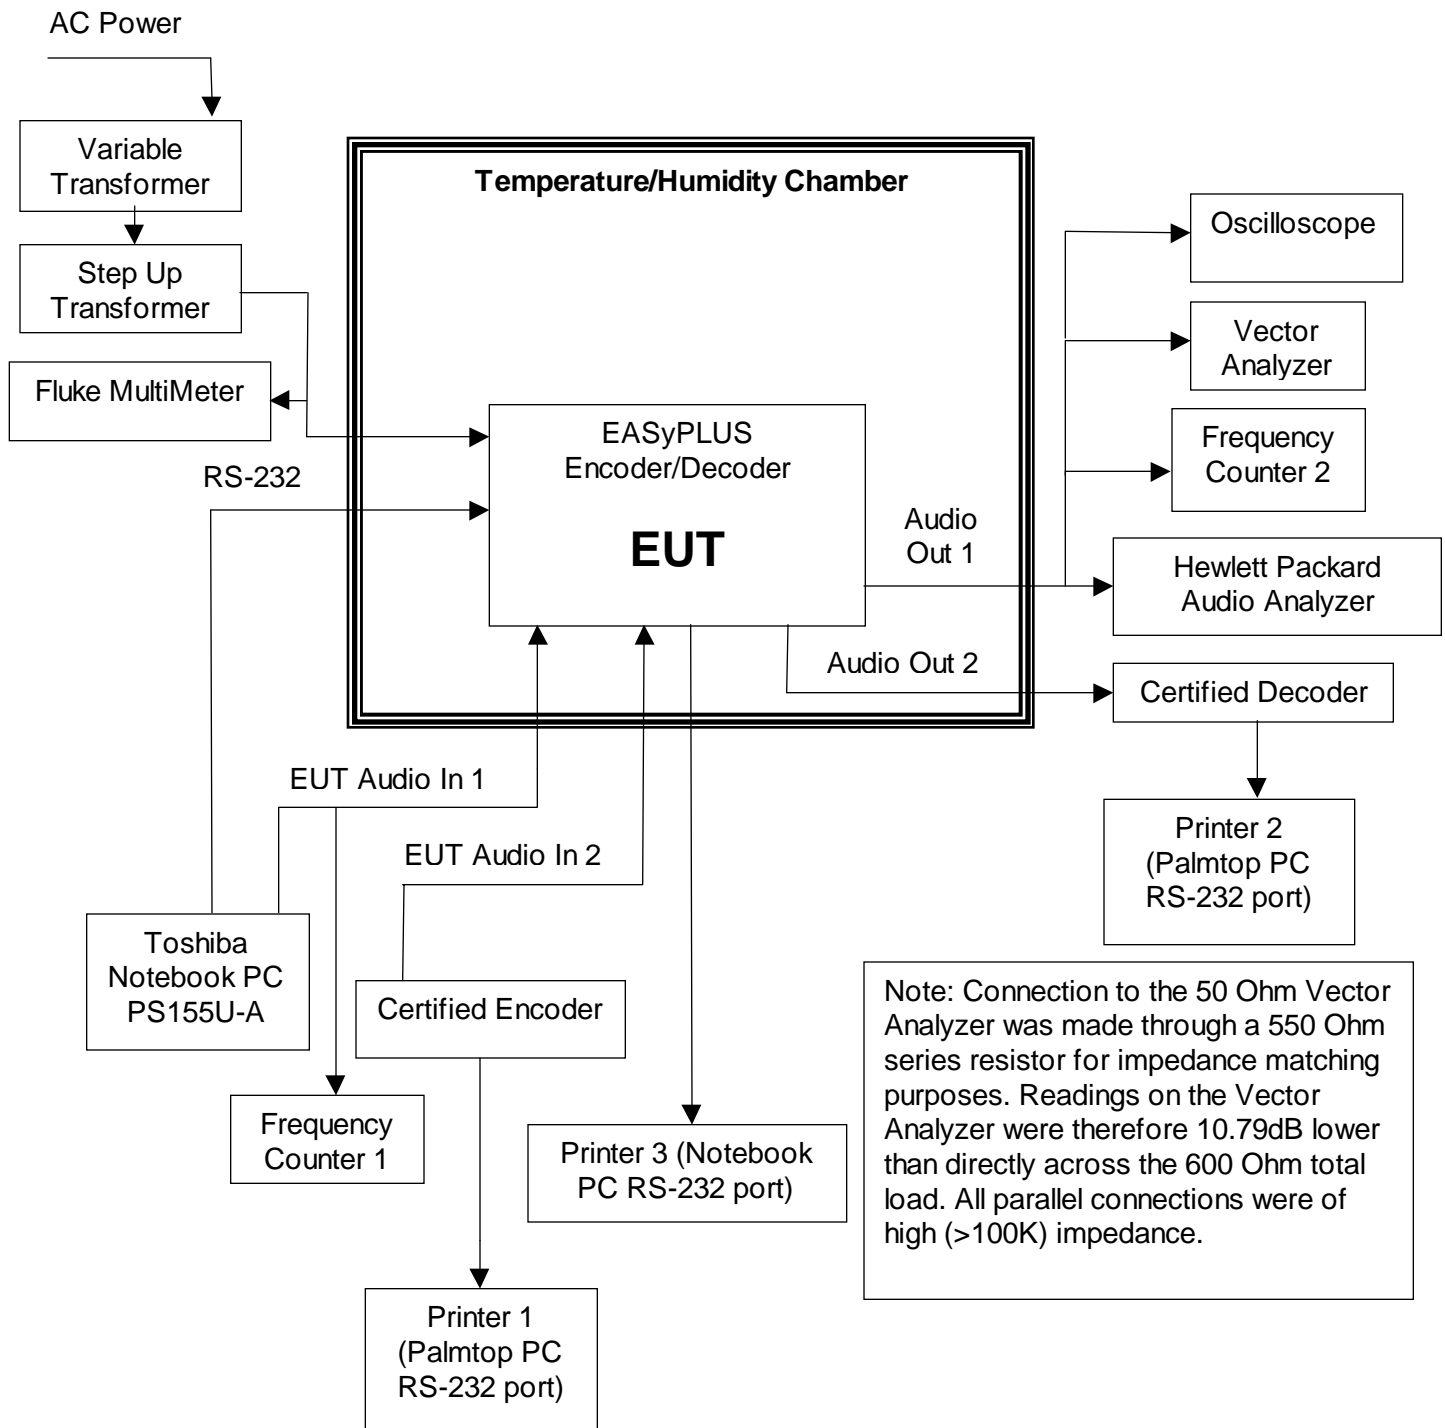 AC Power
Variable
Transformer
Temperature/Humidity Chamber
Oscilloscope
Step Up
Transformer
Vector
Analyzer
Fluke MultiMeter
EASyPLUS
Encoder/Decoder
EUT
Frequency
Counter 2
RS-232
Audio
Out 1
Hewlett Packard
Audio Analyzer
Audio Out 2
Certified Decoder
EUT Audio In 1
EUT Audio In 2
Printer 2
(Palmtop PC
RS-232 port)
Toshiba
Notebook PC
PS155U-A
Certified Encoder
Note: Connection to the 50 Ohm Vector
Analyzer was made through a 550 Ohm
series resistor for impedance matching
purposes. Readings on the Vector
Analyzer were therefore 10.79dB lower
than directly across the 600 Ohm total
load. All parallel connections were of
high (>100K) impedance.
Frequency
Counter 1
Printer 3 (Notebook
PC RS-232 port)
Printer 1
(Palmtop PC
RS-232 port)